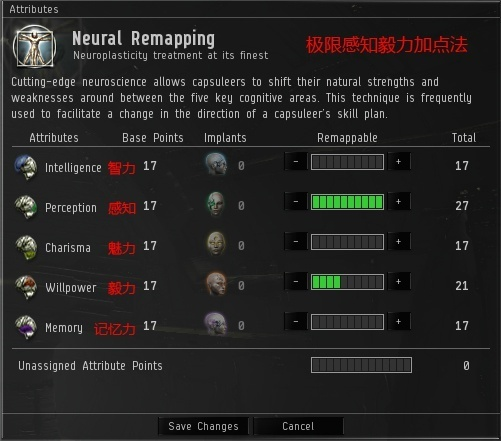 Attributes
Neural Remapping
Neuroplasticity treatment at its finest
极限感知毅力加点法
Cutting-edge neuroscience allows capsuleers to shift their natural strengths and
weaknesses around between the five key cognitive areas. This technique is frequently
used to facilitate a change in the direction of a capsuleer's skill plan.
Attributes Base Points Implants Remappable Total
Intelligence 智力 17 0 - + 17
Perception 感知 17 0 - + 27
Charisma 魅力 17 0 - + 17
Willpower 毅力 17 0 - + 21
Memory 记忆力 17 0 - + 17
Unassigned Attribute Points 0
Save Changes Cancel